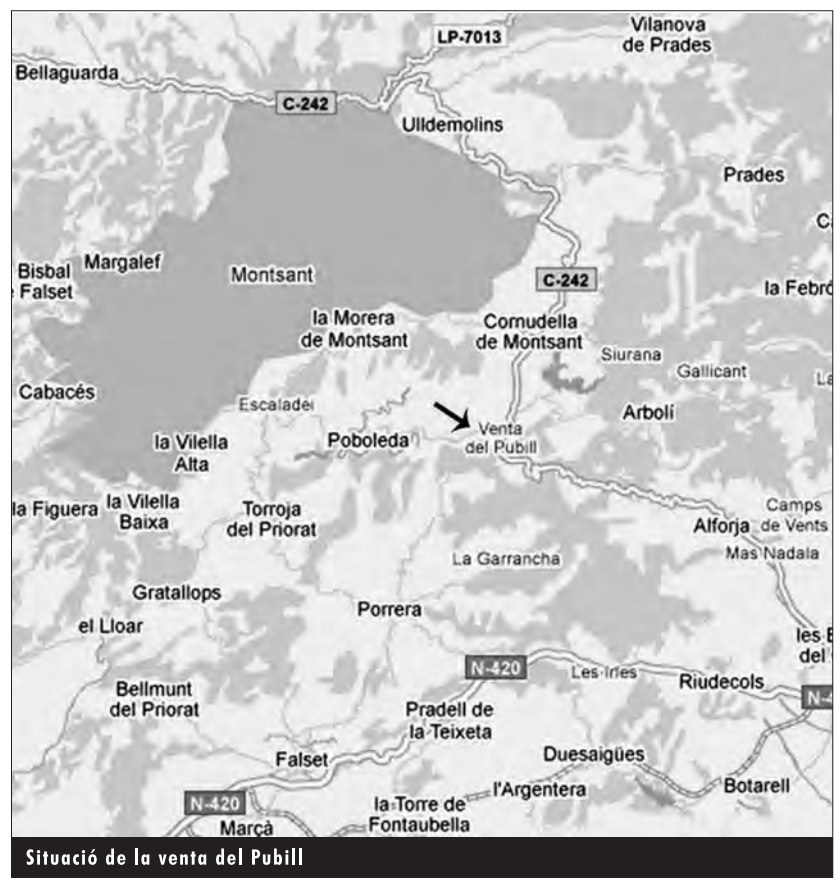 LP-7013
Vilanova
de Prades
Bellaguarda
C-242
Ulldemolins
Prades
Margalef
Bisbal
Falset
Montsant
C-242
la Febró
la Morera
de Montsant
Cornudella
de Montsant
Siurana
Gallicant
Cabacés
Escaladei
Arbolí
Venta
del Pubill
la Vilella
Alta
Poboleda
la Figuera
la Vilella
Baixa
Torroja
del Priorat
Camps
de Vents
Alforja
Mas Nadala
La Garrancha
Gratallops
Porrera
el Lloar
les
del
N-420
Les Irles
Riudecols
Bellmunt
del Priorat
Pradell de
la Teixeta
Falset
Duesaigües
l'Argentera
Botarell
N-420
la Torre de
Fontaubella
Marçà
Situació de la venta del Pubill